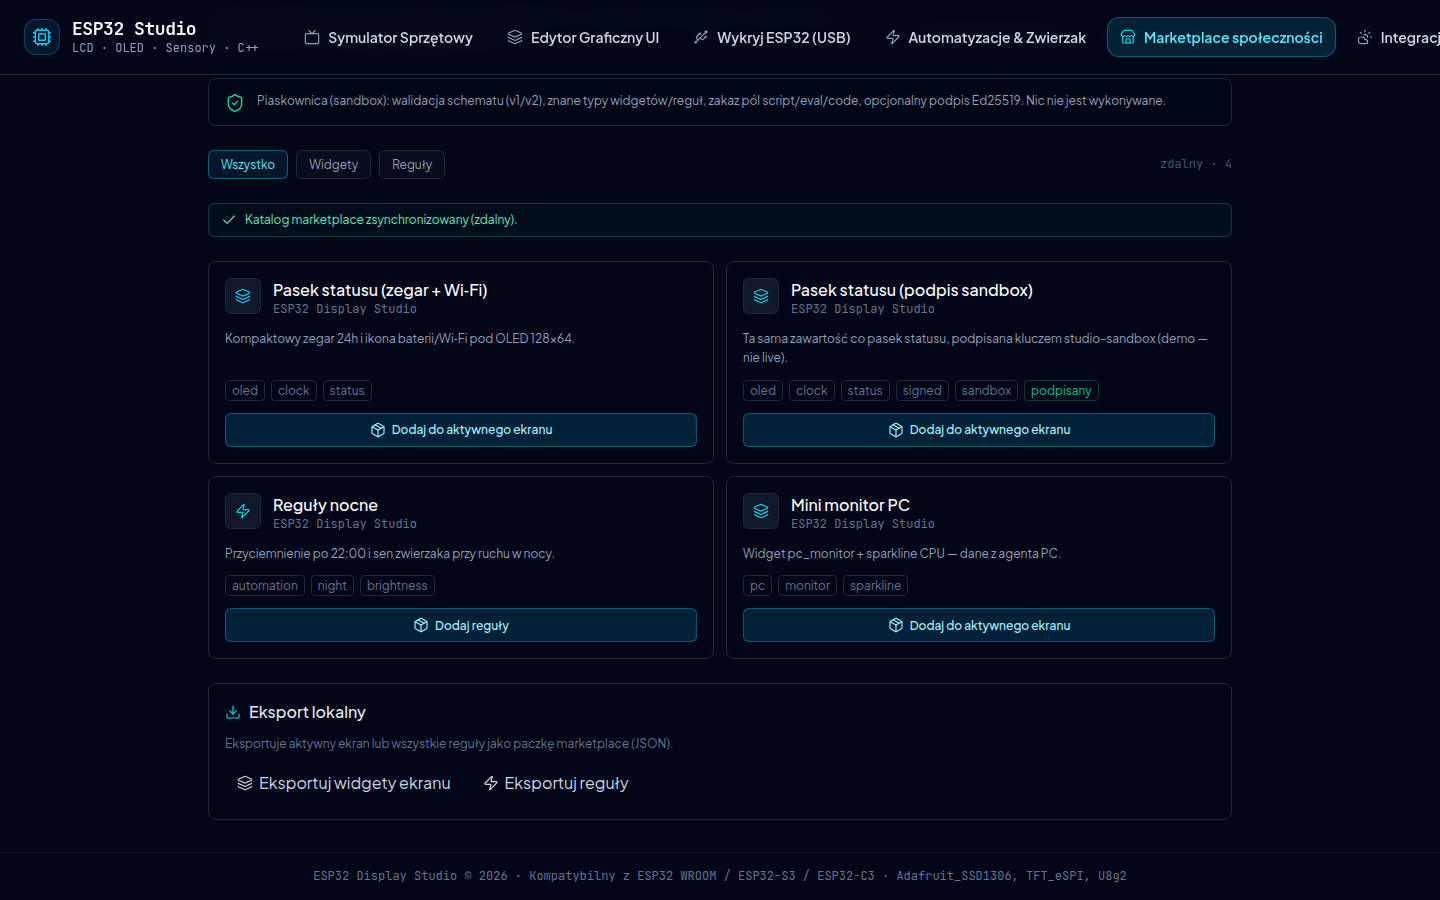 ESP32 Studio
LCD · OLED · Sensory · C++
Symulator Sprzętowy
Edytor Graficzny UI
Wykryj ESP32 (USB)
Automatyzacje & Zwierzak
Marketplace społeczności
Integracj
Piaskownica (sandbox): walidacja schematu (v1/v2), znane typy widgetów/reguł, zakaz pól script/eval/code, opcjonalny podpis Ed25519. Nic nie jest wykonywane.
Wszystko
Widgety
Reguły
zdalny · 4
Katalog marketplace zsynchronizowany (zdalny).
Pasek statusu (zegar + Wi-Fi)
ESP32 Display Studio
Kompaktowy zegar 24h i ikona baterii/Wi-Fi pod OLED 128×64.
oled
clock
status
Dodaj do aktywnego ekranu
Pasek statusu (podpis sandbox)
ESP32 Display Studio
Ta sama zawartość co pasek statusu, podpisana kluczem studio-sandbox (demo —
nie live).
oled
clock
status
signed
sandbox
podpisany
Dodaj do aktywnego ekranu
Reguły nocne
ESP32 Display Studio
Przyciemnienie po 22:00 i sen zwierzaka przy ruchu w nocy.
automation
night
brightness
Dodaj reguły
Mini monitor PC
ESP32 Display Studio
Widget pc_monitor + sparkline CPU — dane z agenta PC.
pc
monitor
sparkline
Dodaj do aktywnego ekranu
Eksport lokalny
Eksportuje aktywny ekran lub wszystkie reguły jako paczkę marketplace (JSON).
Eksportuj widgety ekranu
Eksportuj reguły
ESP32 Display Studio © 2026 · Kompatybilny z ESP32 WROOM / ESP32-S3 / ESP32-C3 · Adafruit_SSD1306, TFT_eSPI, U8g2